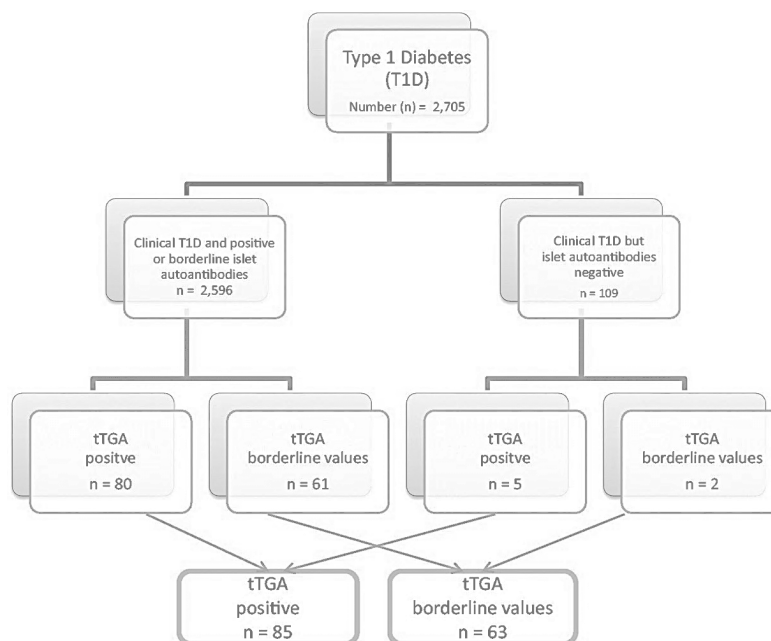 Type 1 Diabetes
(T1D)
Number (n) = 2,705
Clinical T1D and positive
or borderline islet
autoantibodies
n = 2,596
Clinical T1D but
islet autoantibodies
negative
n = 109
tTGA
positve
n = 80
tTGA
borderline values
n = 61
tTGA
positve
n = 5
tTGA
borderline values
n = 2
tTGA
positive
n = 85
tTGA
borderline values
n = 63